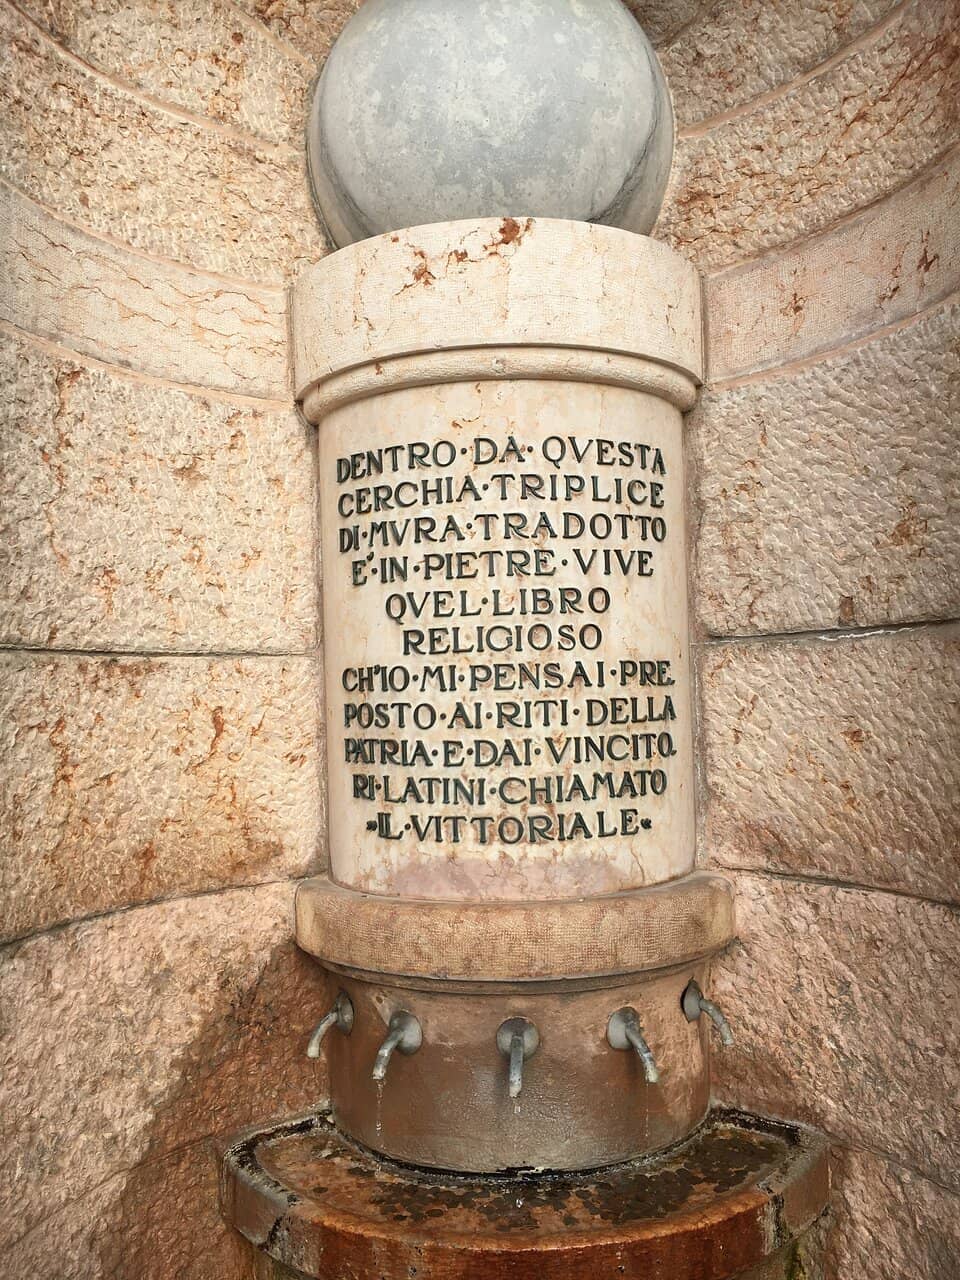 DENTRO·DA·QVESTA
CERCHIA·TRIPLICE
DI·MVRA·TRADOTTO
E'·IN·PIETRE·VIVE
QVEL·LIBRO
RELIGIOSO
CH'IO·MI·PENSAI·PRE-
POSTO·AI·RITI·DELLA
PATRIA·E·DAI·VINCITO-
RI·LATINI·CHIAMATO
»IL·VITTORIALE«